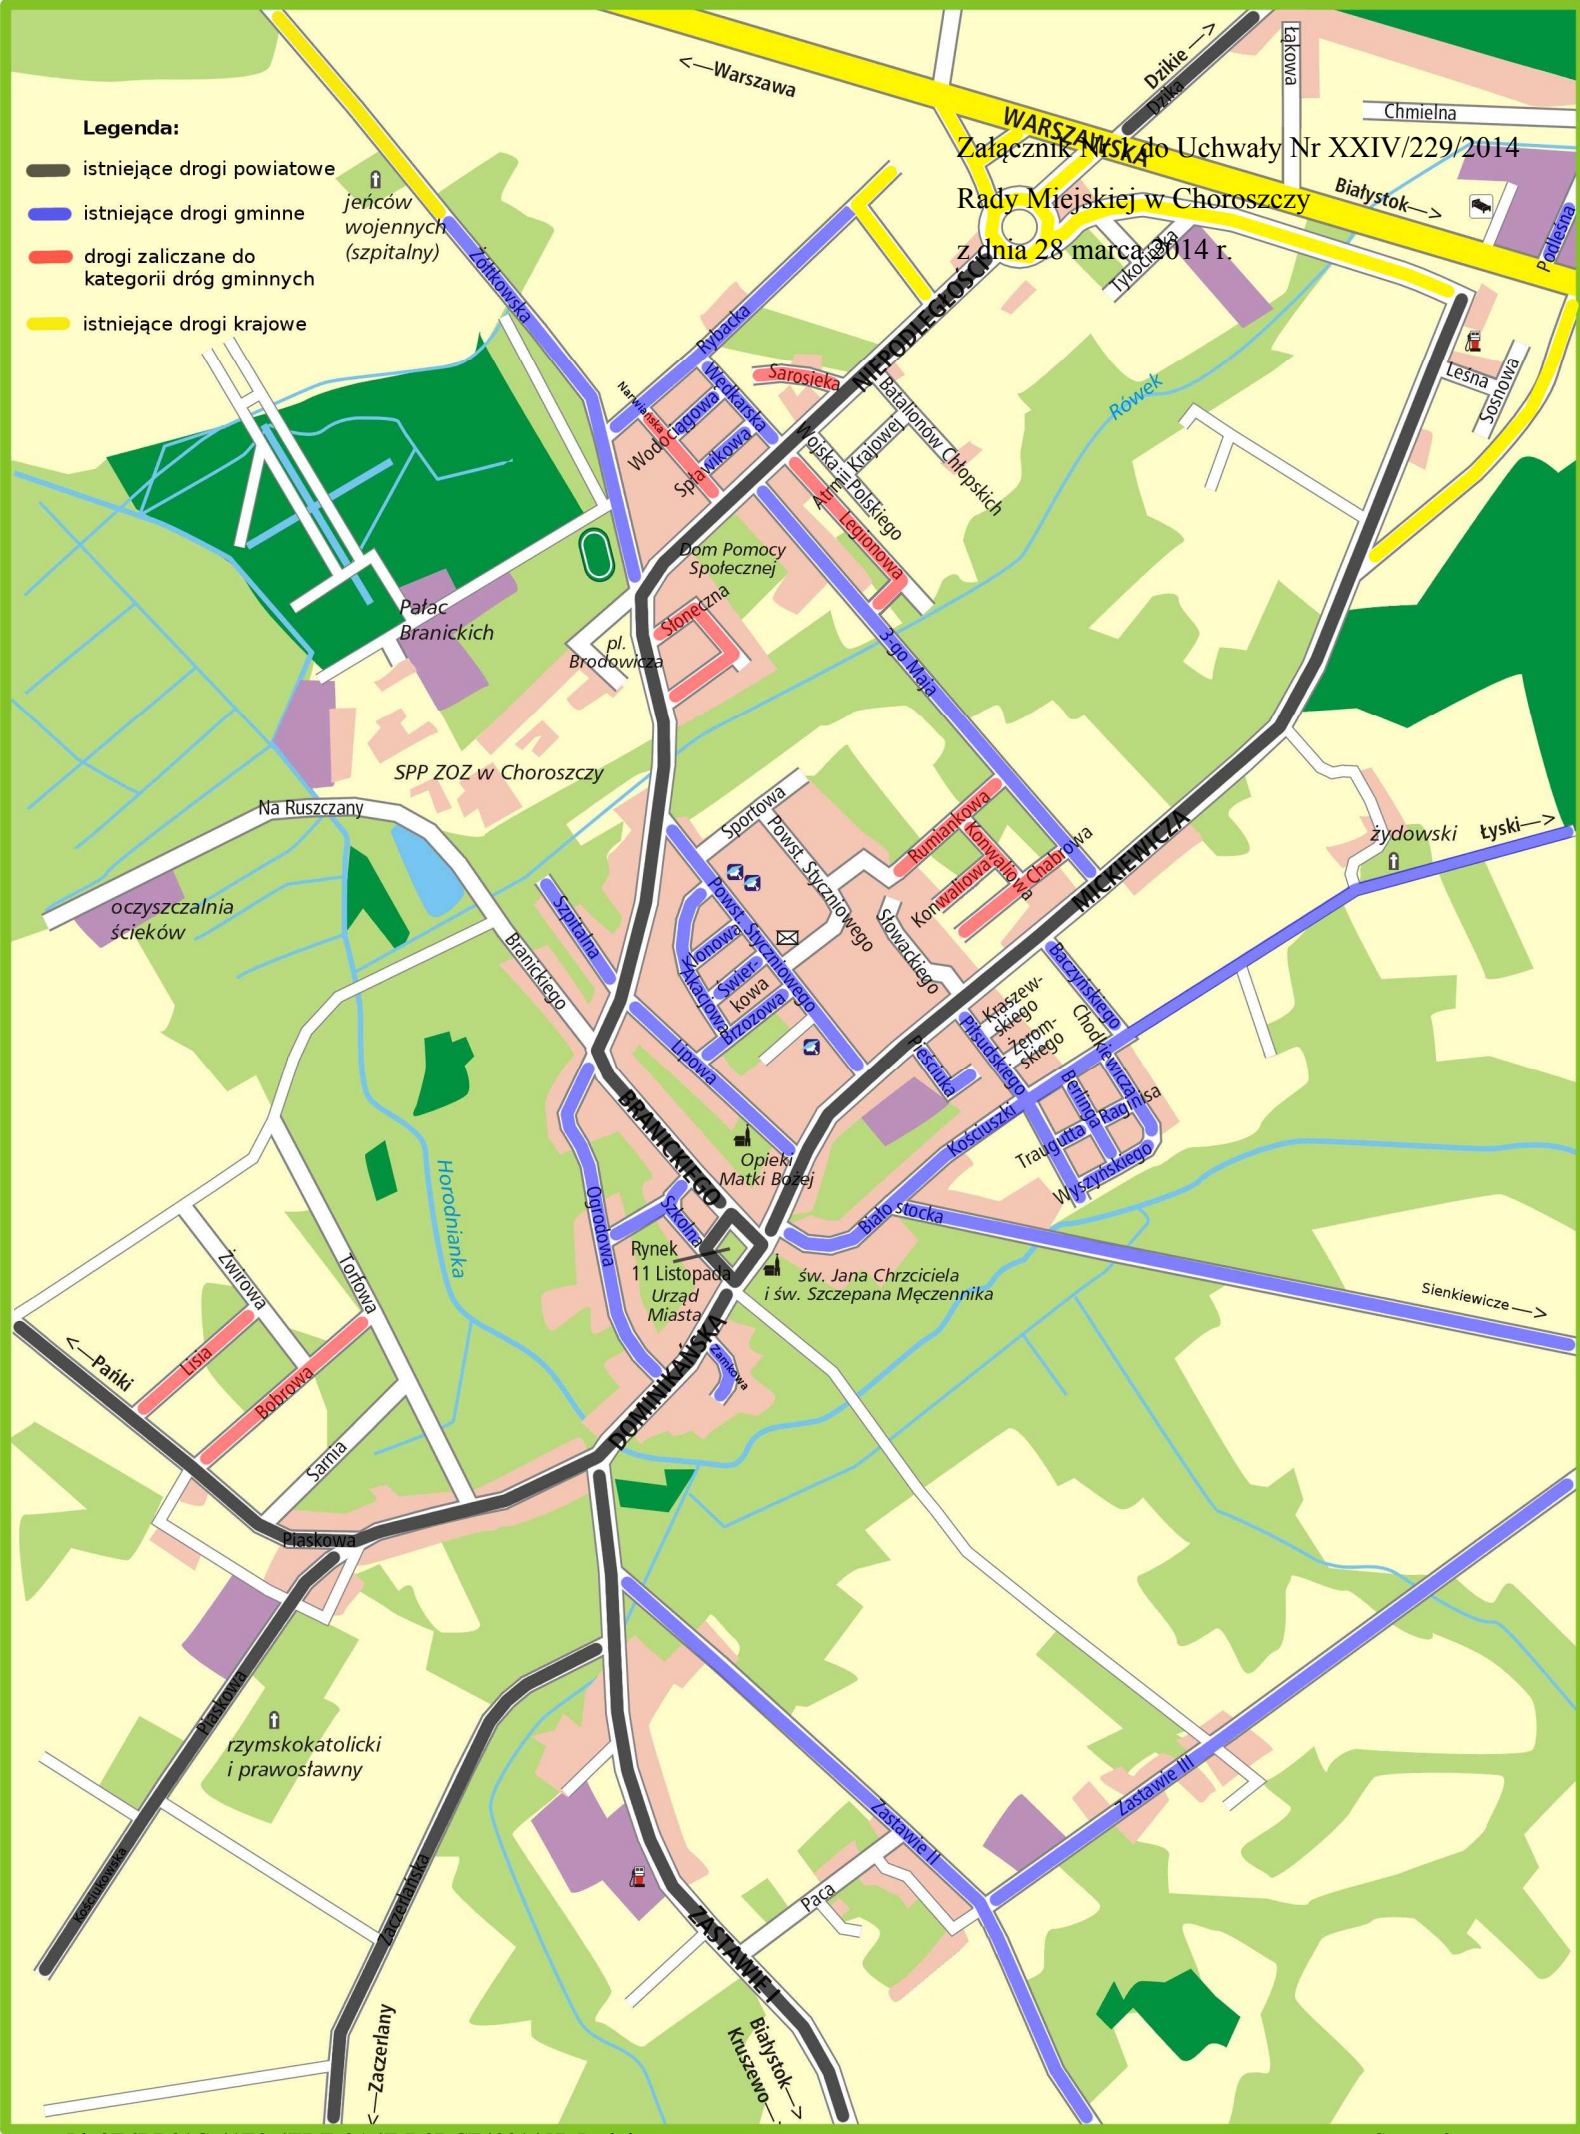 Załącznik Nr 1 do Uchwały Nr XXIV/229/2014
Rady Miejskiej w Choroszczy
z dnia 28 marca 2014 r.
Legenda:
istniejące drogi powiatowe
istniejące drogi gminne
drogi zaliczane do
kategorii dróg gminnych
istniejące drogi krajowe
<—Warszawa
WARSZAWSKA
Dzikie —>
Dzika
Łąkowa
Chmielna
Białystok—>
Podleśna
Tykocińska
jeńców
wojennych
(szpitalny)
Żółtkowska
Rybacka
NIEPODLEGŁOŚCI
Sarosieka
Narwiańska
Wędkarska
Wodociągowa
Spławikowa
Batalionów Chłopskich
Wojska
Polskiego
Armii Krajowej
Legionowa
Rówek
Leśna
Sosnowa
Dom Pomocy
Społecznej
Słoneczna
Pałac
Branickich
pl.
Brodowicza
3-go Maja
SPP ZOZ w Choroszczy
Na Ruszczany
Sportowa
Powst. Styczniowego
Rumiankowa
Konwaliowa
Konwaliowa
Chabrowa
MICKIEWICZA
żydowski
Łyski—>
oczyszczalnia
ścieków
Szpitalna
Branickiego
Powst. Styczniowego
Klonowa
Akacjowa
Świer-
kowa
Brzozowa
Słowackiego
Baczyńskiego
Kraszew-
skiego
Żerom-
skiego
Chodkiewicza
Piłsudskiego
Pieściuka
Lipowa
Berlinga
Raginisa
Traugutta
Wyszyńskiego
Kościuszki
BRANICKIEGO
Opieki
Matki Bożej
Horodnianka
Ogrodowa
Szkolna
Biało stocka
Rynek
11 Listopada
Urząd
Miasta
św. Jana Chrzciciela
i św. Szczepana Męczennika
Sienkiewicze —>
Żwirowa
Torfowa
<—Pańki
Lisia
Bobrowa
Sarnia
Zamkowa
DOMINIKAŃSKA
Piaskowa
Piaskowa
rzymskokatolicki
i prawosławny
Kościukowska
Zaczerlańska
Zastawie II
Zastawie III
Paca
ZASTAWIE I
<—Zaczerlany
Białystok—>
Kruszewo—>